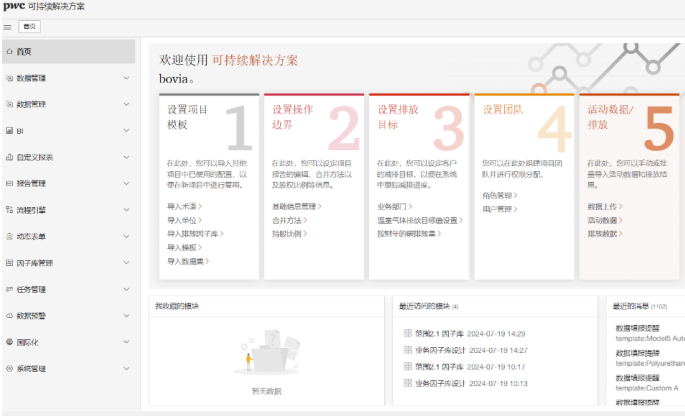 pwc 可持续解决方案
首页
首页
数据管理
数据管理
BI
自定义报表
报告管理
流程引擎
动态表单
因子库管理
任务管理
数据预警
国际化
系统管理
欢迎使用 可持续解决方案
bovia。
设置项目
模板
1
在此处，您可以导入其他
项目中已使用的配置，以
便在新项目中进行复用。
导入术语 >
导入单位 >
导入排放因子库 >
导入模板 >
导入数据集 >
设置操作
边界
2
在此处，您可以设定项目
报告的编辑、合并方法以
及股权比例等信息。
基础信息管理 >
合并方法 >
持股比例 >
设置排放
目标
3
在此处，您可以设定客户
的减排目标，以便在系统
中跟踪减排进度。
业务部门 >
温室气体排放目标值设置 >
按财年的碳排放量 >
设置团队
4
您可以在此处组建项目团
队并进行权限分配。
角色管理 >
用户管理 >
活动数据/
排放
5
在此处，您可以手动或批
量导入活动数据和排放结
果。
数据上传 >
活动数据 >
排放数据 >
我收藏的模块
暂无数据
最近访问的模块 (4)
范围2.1 因子库 2024-07-19 14:29
业务因子库设计 2024-07-19 14:27
范围2.1 因子库 2024-07-19 10:17
业务因子库设计 2024-07-19 10:13
最近的消息 (1162)
数据填报提醒
template:Model5 Auto
数据填报提醒
template:Polyurethan
数据填报提醒
template:Custom A
数据填报提醒